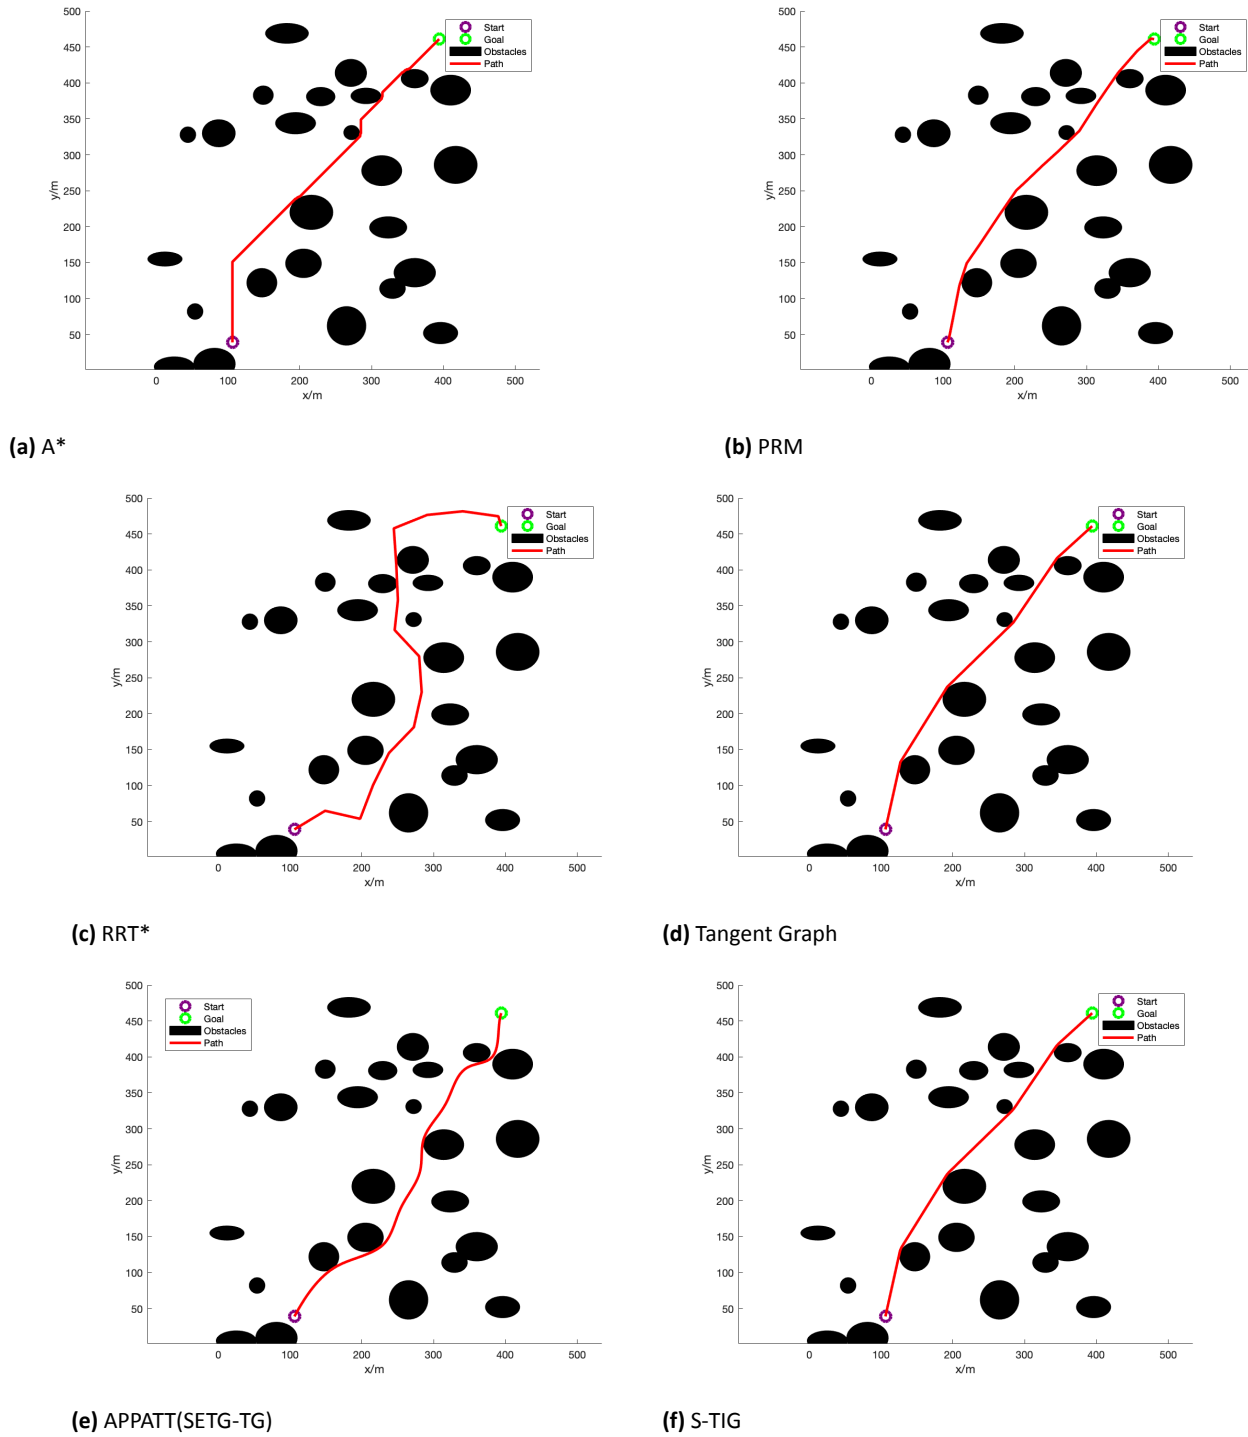 500
450
400
350
300
250
200
150
100
50
y/m
0 100 200 300 400 500
x/m
Start
Goal
Obstacles
Path
(a) A*
500
450
400
350
300
250
200
150
100
50
y/m
0 100 200 300 400 500
x/m
Start
Goal
Obstacles
Path
(b) PRM
500
450
400
350
300
250
200
150
100
50
y/m
0 100 200 300 400 500
x/m
Start
Goal
Obstacles
Path
(c) RRT*
500
450
400
350
300
250
200
150
100
50
y/m
0 100 200 300 400 500
x/m
Start
Goal
Obstacles
Path
(d) Tangent Graph
500
450
400
350
300
250
200
150
100
50
y/m
0 100 200 300 400 500
x/m
Start
Goal
Obstacles
Path
(e) APPATT(SETG-TG)
500
450
400
350
300
250
200
150
100
50
y/m
0 100 200 300 400 500
x/m
Start
Goal
Obstacles
Path
(f) S-TIG